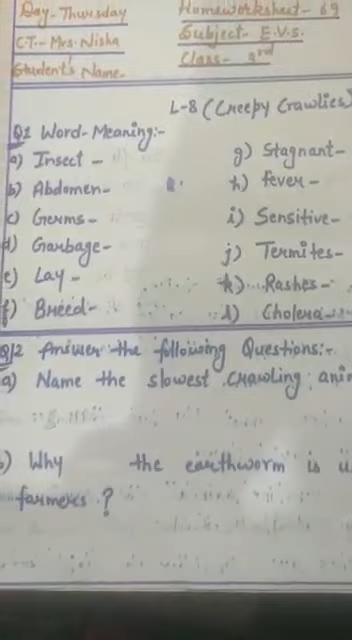 Day- Thursday Homeworksheet- 69
C.T.- Mrs. Nisha Subject- E.V.S.
Student's Name- Class- 3rd
L-8 (Creepy Crawlies)
Q1 Word-Meaning:-
a) Insect - g) Stagnant-
b) Abdomen- h) fever-
c) Germs- i) Sensitive-
d) Garbage- j) Termites-
e) Lay - k) Rashes-
f) Breed- l) Cholera-
Q2 Answer the following Questions:-
a) Name the slowest crawling
b) Why the earthworm is
farmers ?